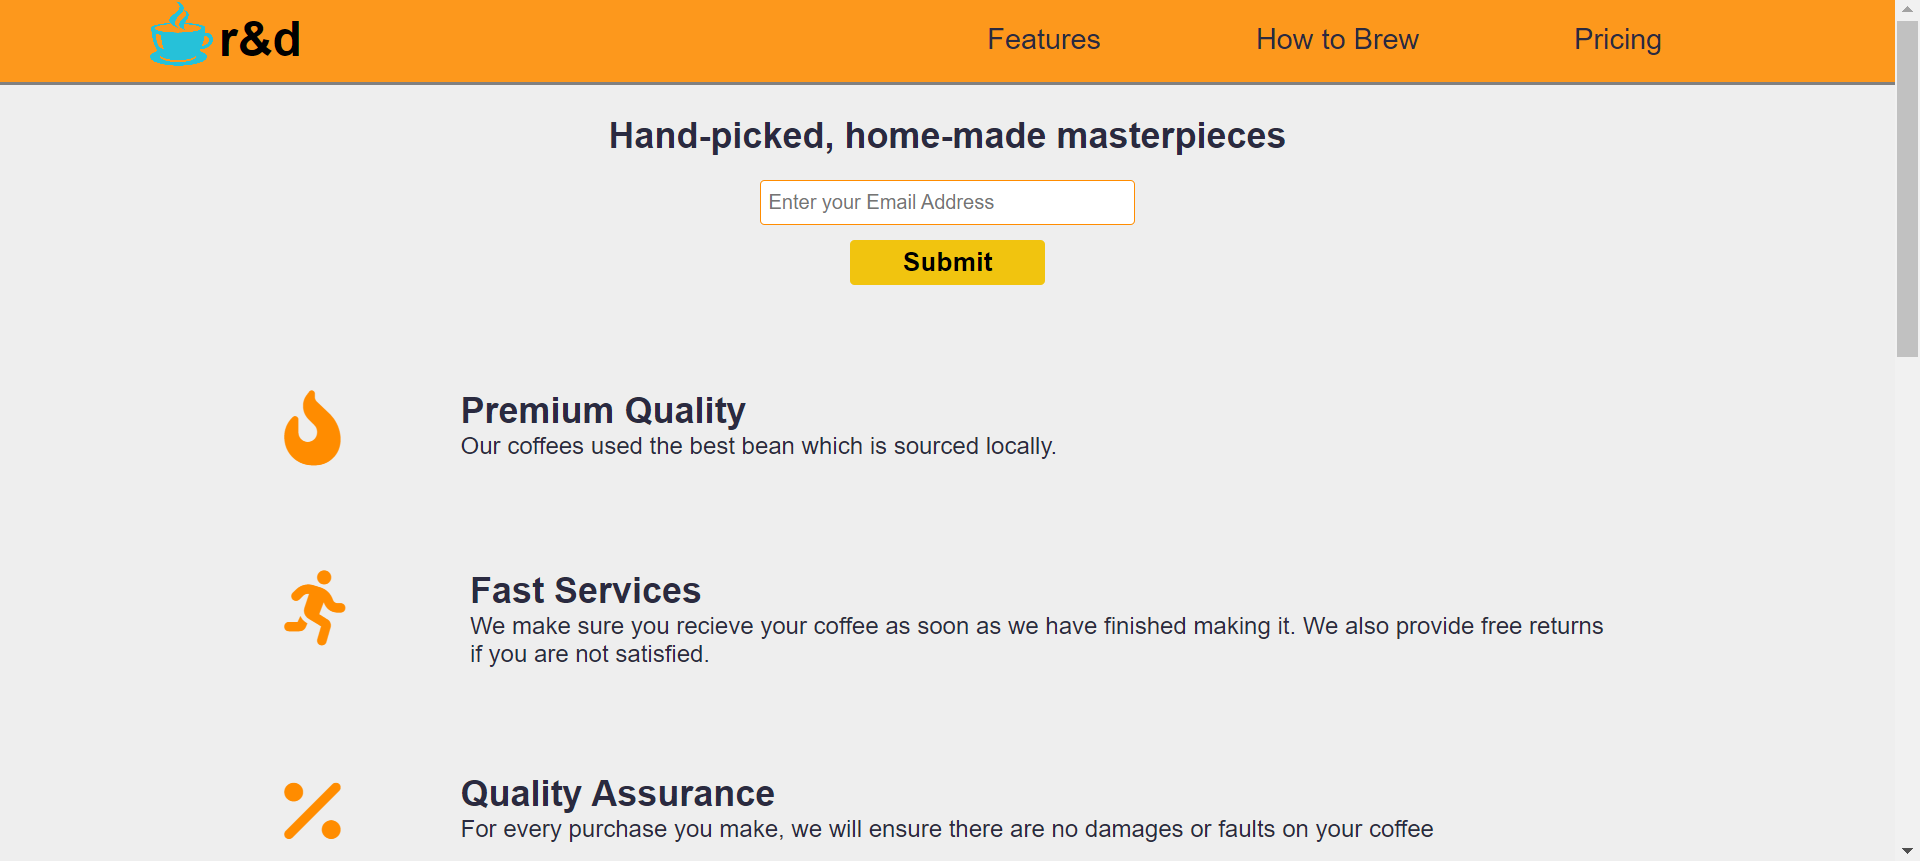 r&d
Features
How to Brew
Pricing
Hand-picked, home-made masterpieces
Enter your Email Address
Submit
Premium Quality
Our coffees used the best bean which is sourced locally.
Fast Services
We make sure you recieve your coffee as soon as we have finished making it. We also provide free returns
if you are not satisfied.
Quality Assurance
For every purchase you make, we will ensure there are no damages or faults on your coffee